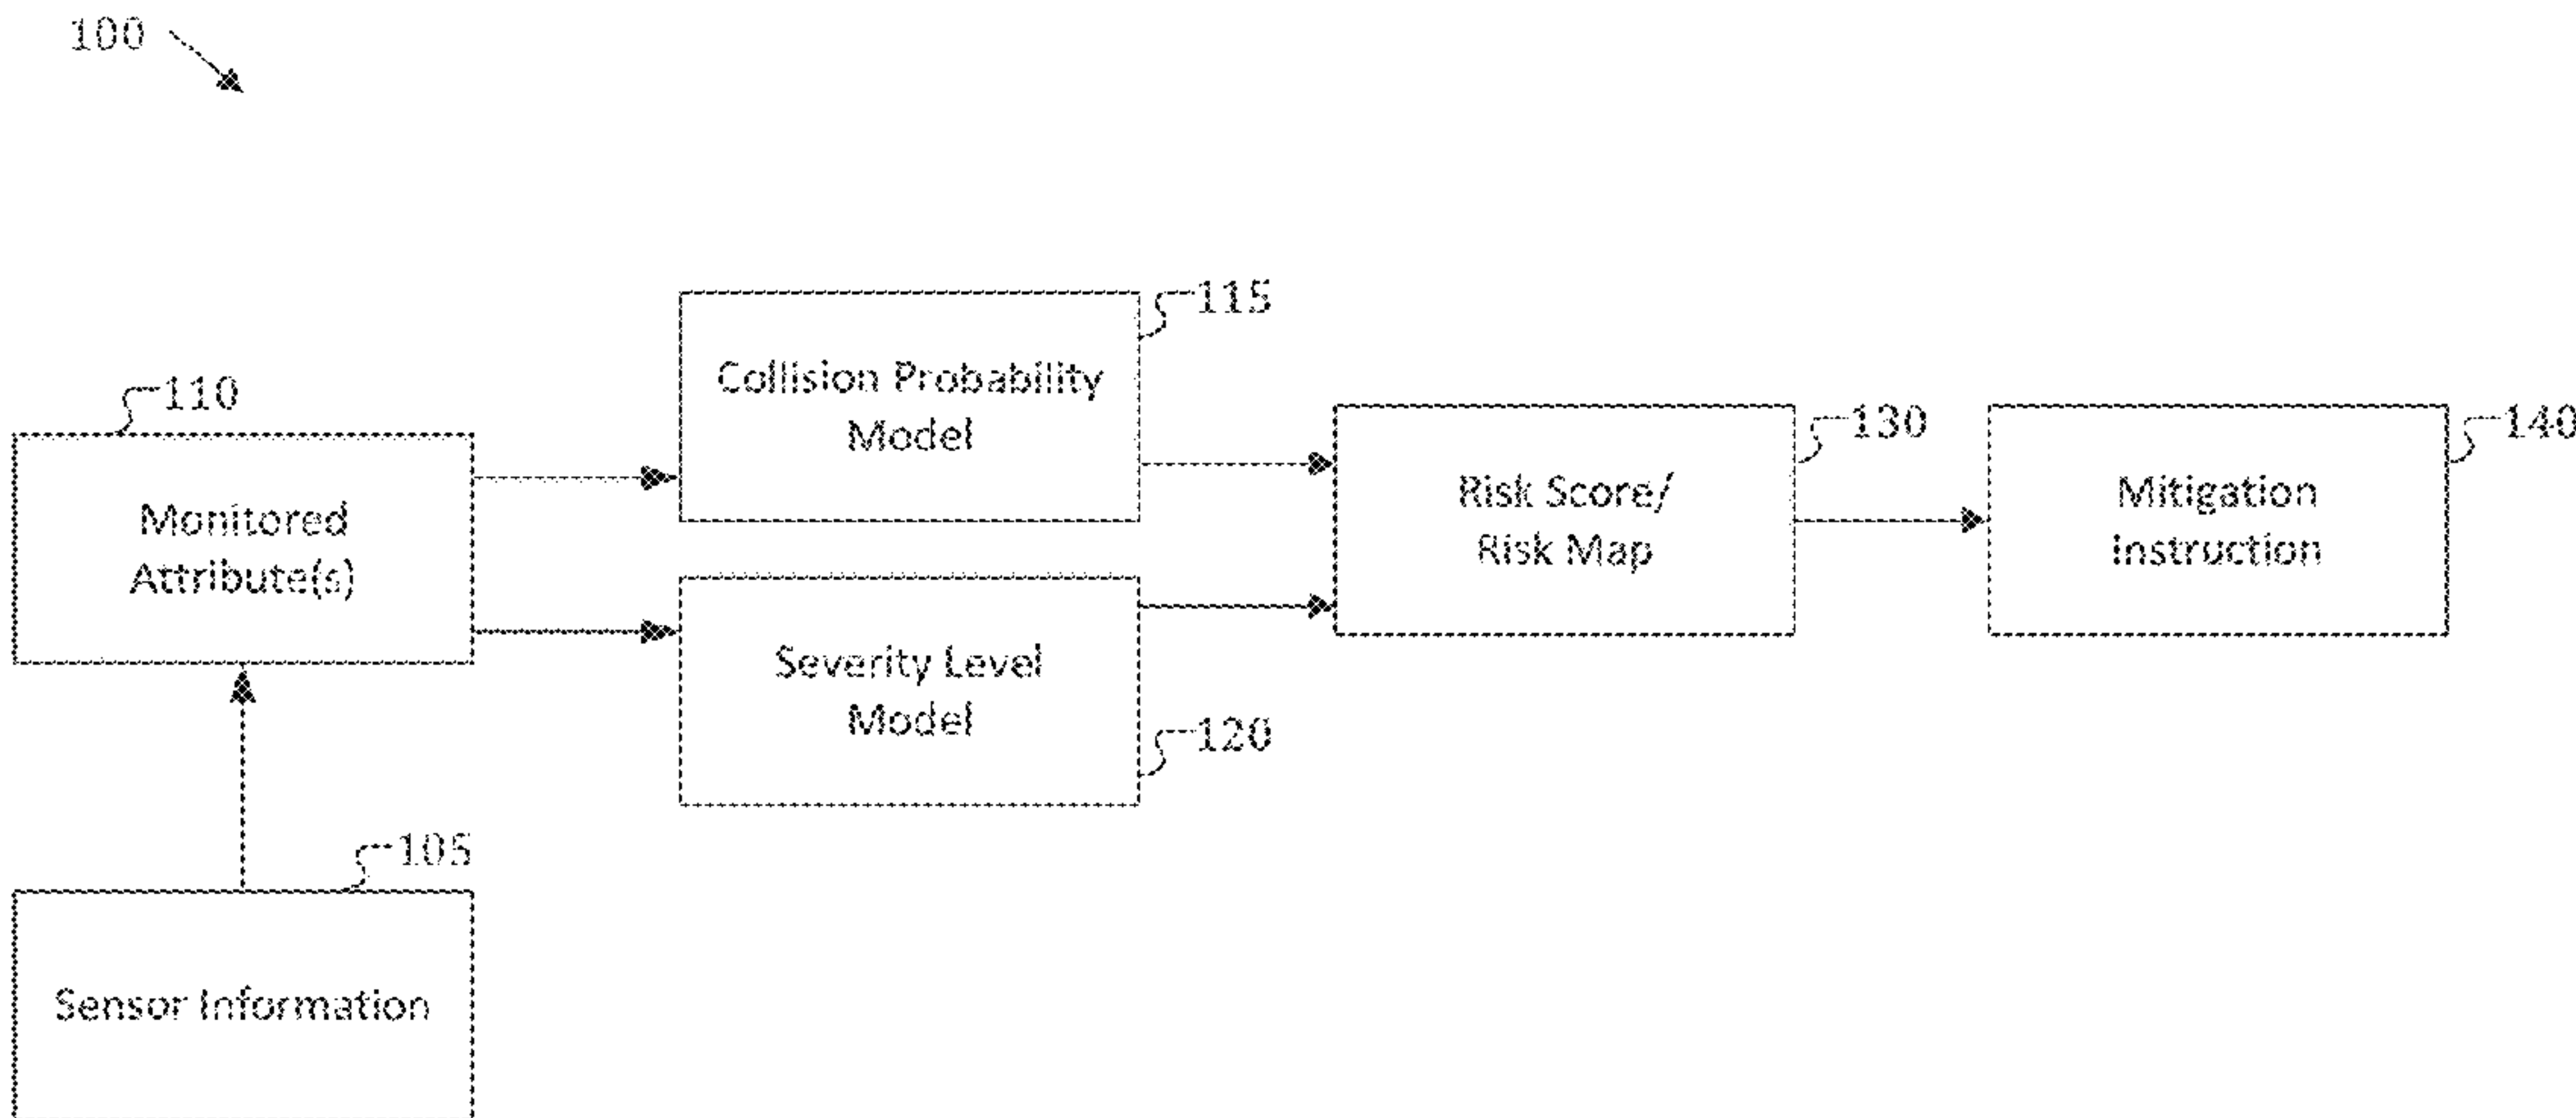 100
115
Collision Probability
Model
110
Monitored
Attribute(s)
130
Risk Score/
Risk Map
140
Mitigation
Instruction
Severity Level
Model
120
105
Sensor Information